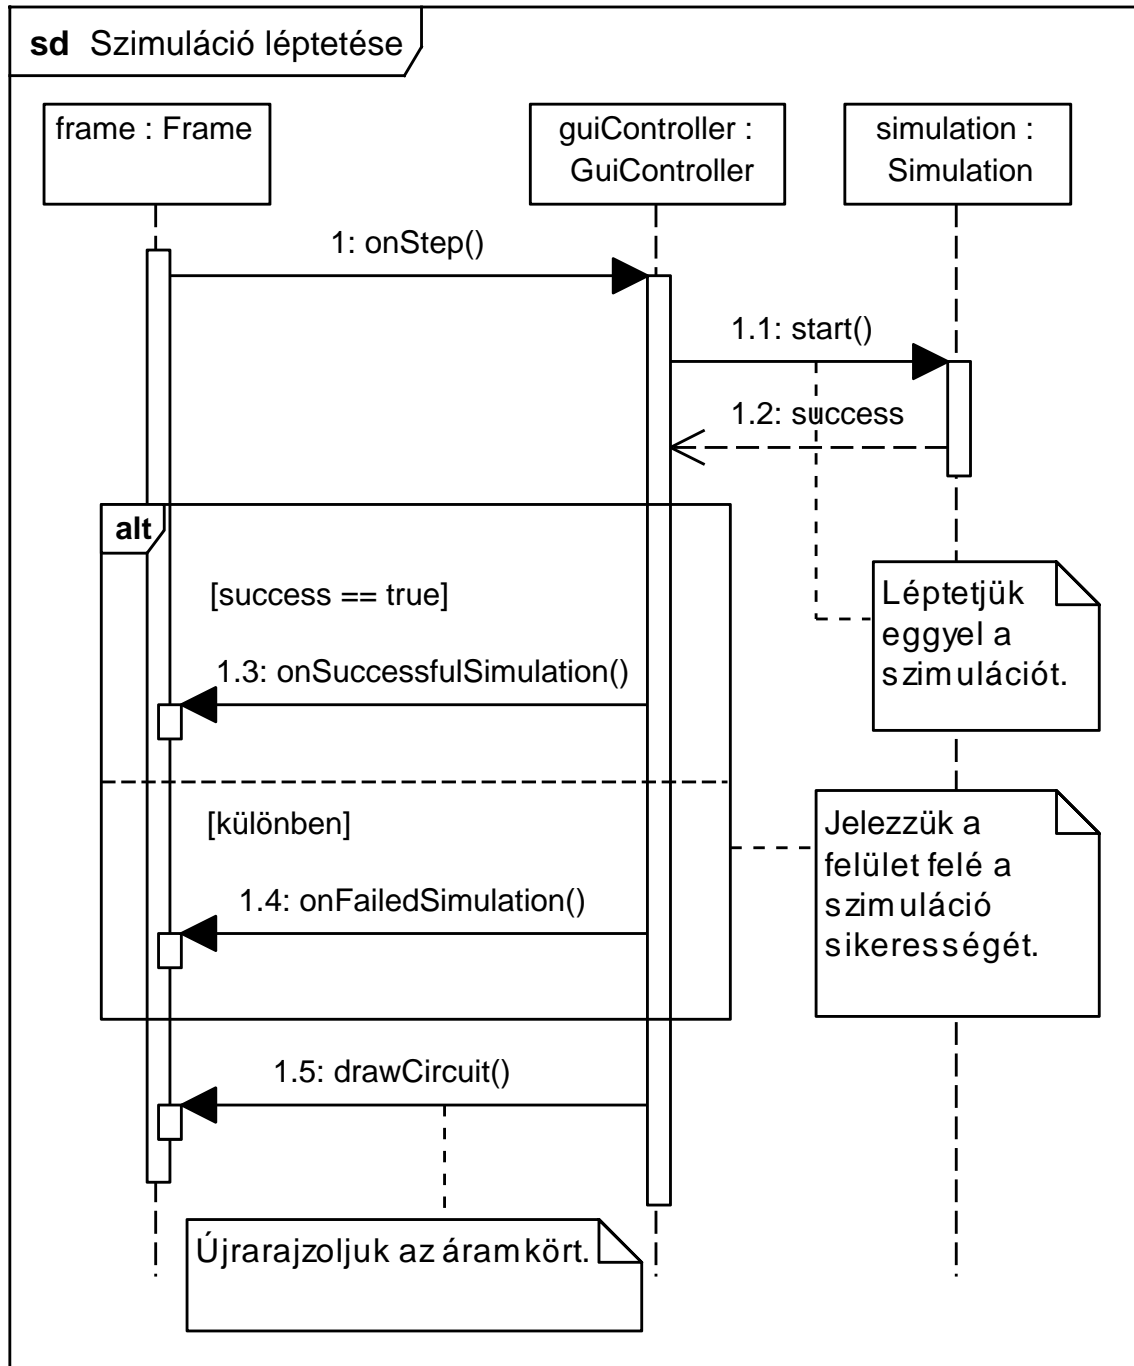 sd Szimuláció léptetése
frame : Frame
guiController :
GuiController
simulation :
Simulation
1: onStep()
1.1: start()
1.2: success
alt
[success == true]
Léptetjük
eggyel a
szimulációt.
1.3: onSuccessfulSimulation()
[különben]
Jelezzük a
felület felé a
szimuláció
sikerességét.
1.4: onFailedSimulation()
1.5: drawCircuit()
Újrarajzoljuk az áramkört.